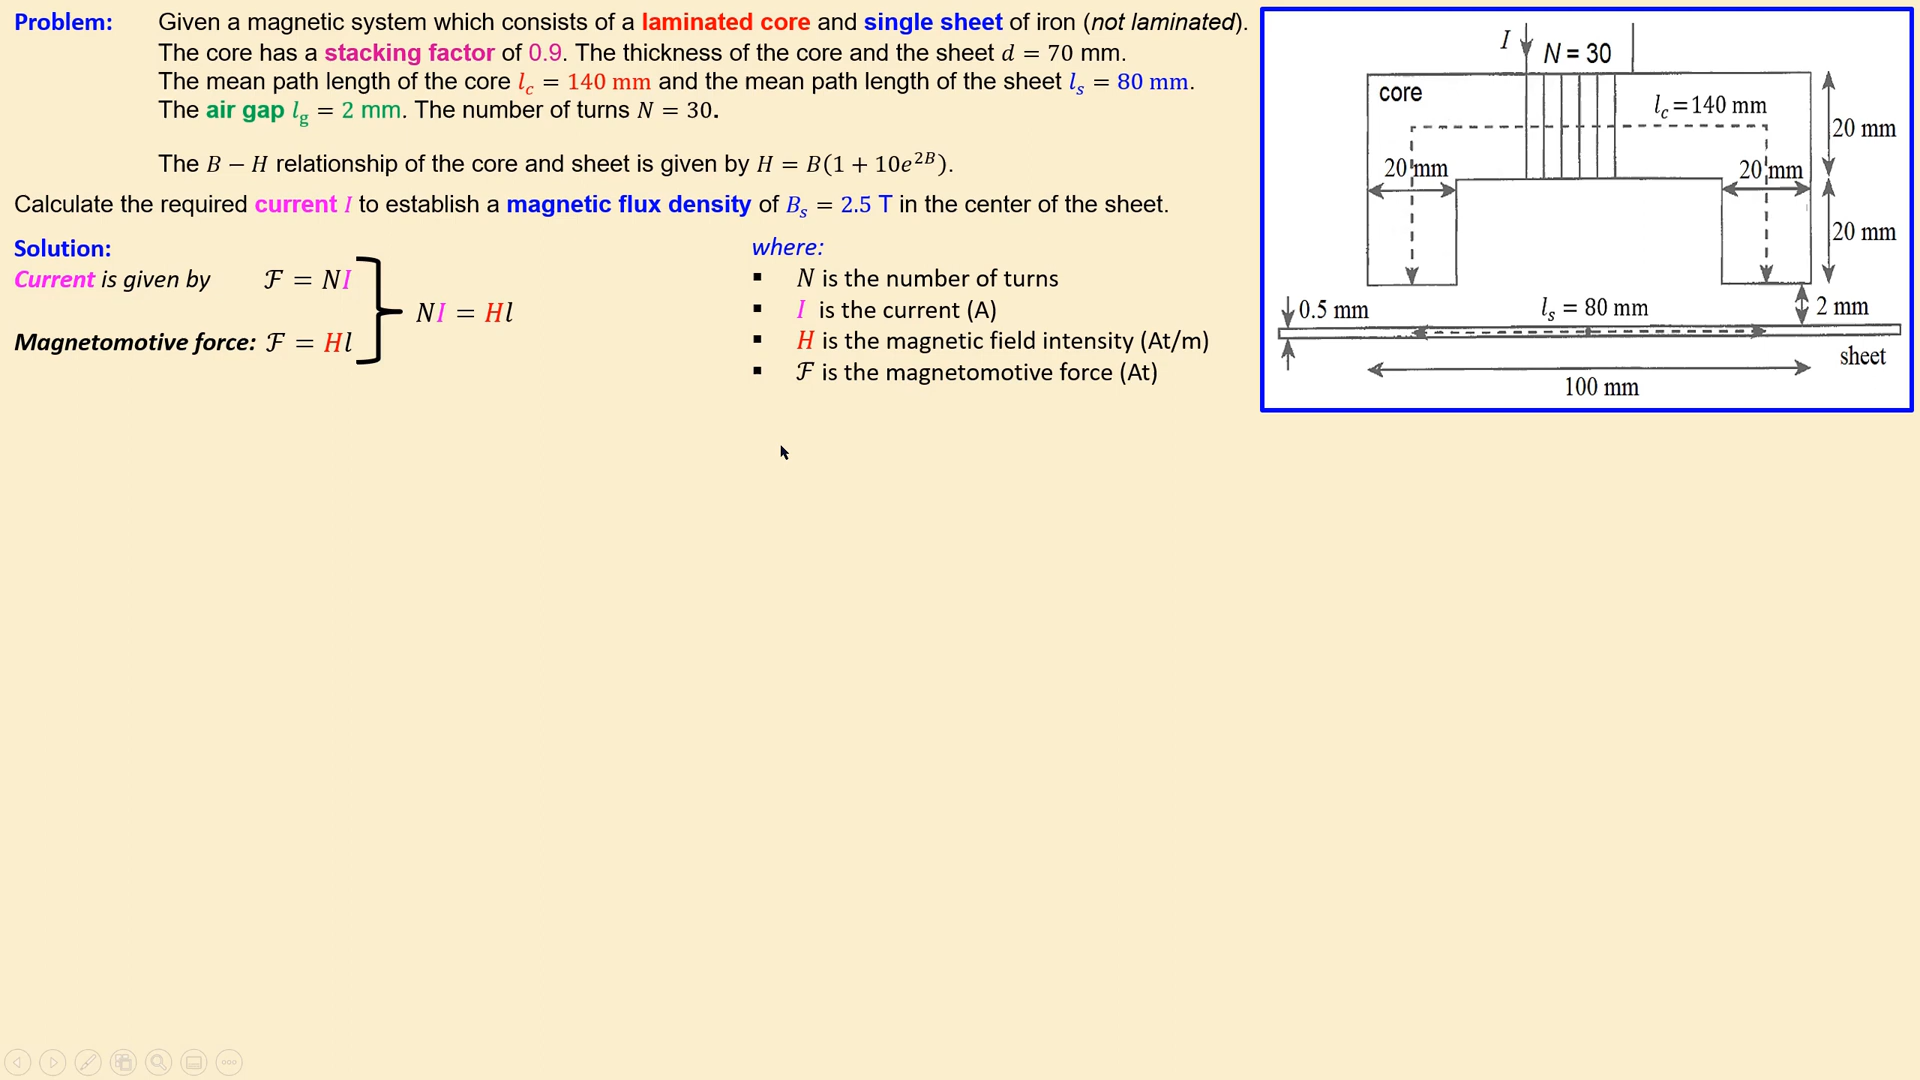 Problem: Given a magnetic system which consists of a laminated core and single sheet of iron (not laminated).
The core has a stacking factor of 0.9. The thickness of the core and the sheet d = 70 mm.
The mean path length of the core l_c = 140 mm and the mean path length of the sheet l_s = 80 mm.
The air gap l_g = 2 mm. The number of turns N = 30.
The B − H relationship of the core and sheet is given by H = B(1 + 10e^{2B}).
Calculate the required current I to establish a magnetic flux density of B_s = 2.5 T in the center of the sheet.
Solution:
Current is given by ℱ = NI
NI = Hl
Magnetomotive force: ℱ = Hl
where:
▪ N is the number of turns
▪ I is the current (A)
▪ H is the magnetic field intensity (At/m)
▪ ℱ is the magnetomotive force (At)
I N = 30
core
l_c = 140 mm
20 mm
20 mm
20 mm
20 mm
0.5 mm
l_s = 80 mm
2 mm
sheet
100 mm